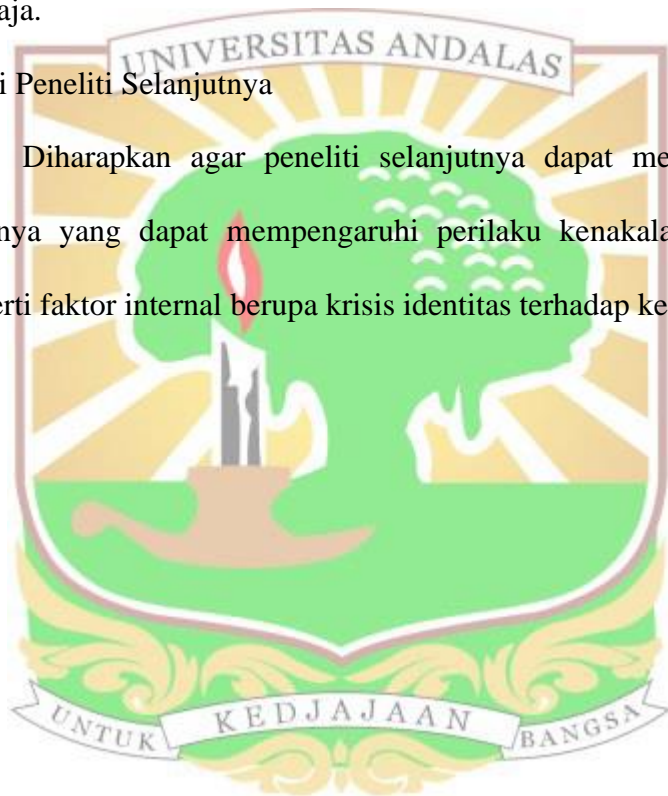 aja.
UNIVERSITAS ANDALAS
i Peneliti Selanjutnya
Diharapkan agar peneliti selanjutnya dapat me
nya yang dapat mempengaruhi perilaku kenakala
erti faktor internal berupa krisis identitas terhadap ke
UNTUK KEDJAJAAN BANGSA